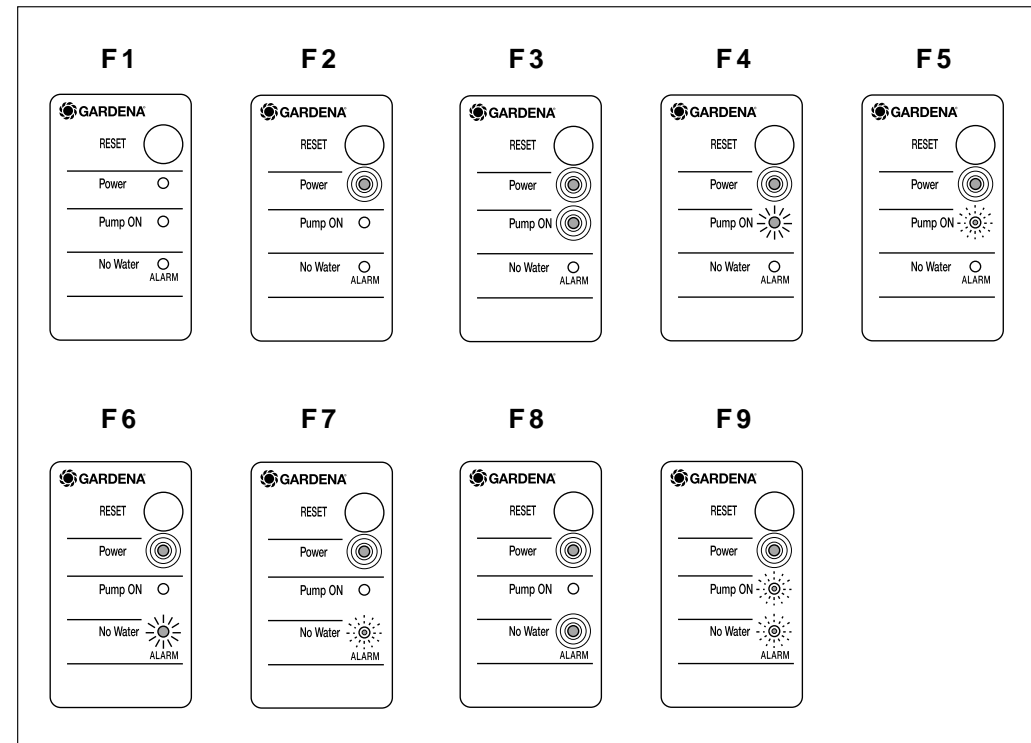 F1 F2 F3 F4 F5
GARDENA GARDENA GARDENA GARDENA GARDENA
RESET RESET RESET RESET RESET
Power Power Power Power Power
Pump ON Pump ON Pump ON Pump ON Pump ON
No Water No Water No Water No Water No Water
ALARM ALARM ALARM ALARM ALARM
F6 F7 F8 F9
GARDENA GARDENA GARDENA GARDENA
RESET RESET RESET RESET
Power Power Power Power
Pump ON Pump ON Pump ON Pump ON
No Water No Water No Water No Water
ALARM ALARM ALARM ALARM